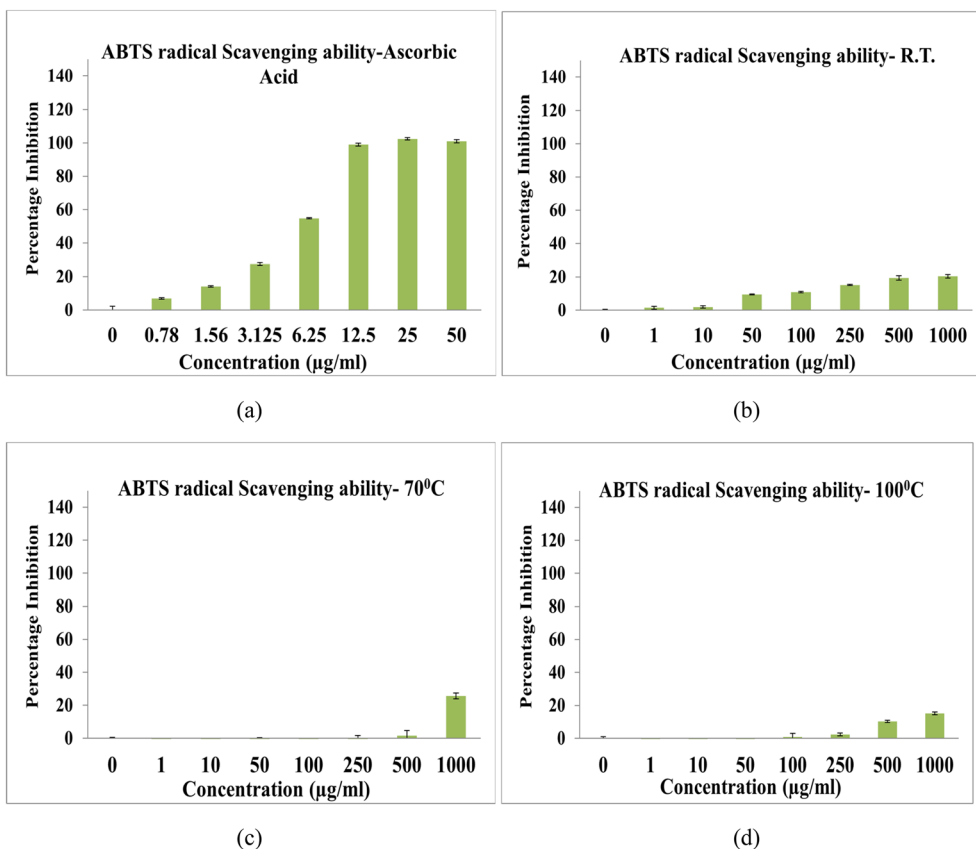 ABTS radical Scavenging ability-Ascorbic
Acid
Percentage Inhibition
140
120
100
80
60
40
20
0
0 0.78 1.56 3.125 6.25 12.5 25 50
Concentration (µg/ml)
(a)
ABTS radical Scavenging ability- R.T.
Percentage Inhibition
140
120
100
80
60
40
20
0
0 1 10 50 100 250 500 1000
Concentration (µg/ml)
(b)
ABTS radical Scavenging ability- 70⁰C
Percentage Inhibition
140
120
100
80
60
40
20
0
0 1 10 50 100 250 500 1000
Concentration (µg/ml)
(c)
ABTS radical Scavenging ability- 100⁰C
Percentage Inhibition
140
120
100
80
60
40
20
0
0 1 10 50 100 250 500 1000
Concentration (µg/ml)
(d)